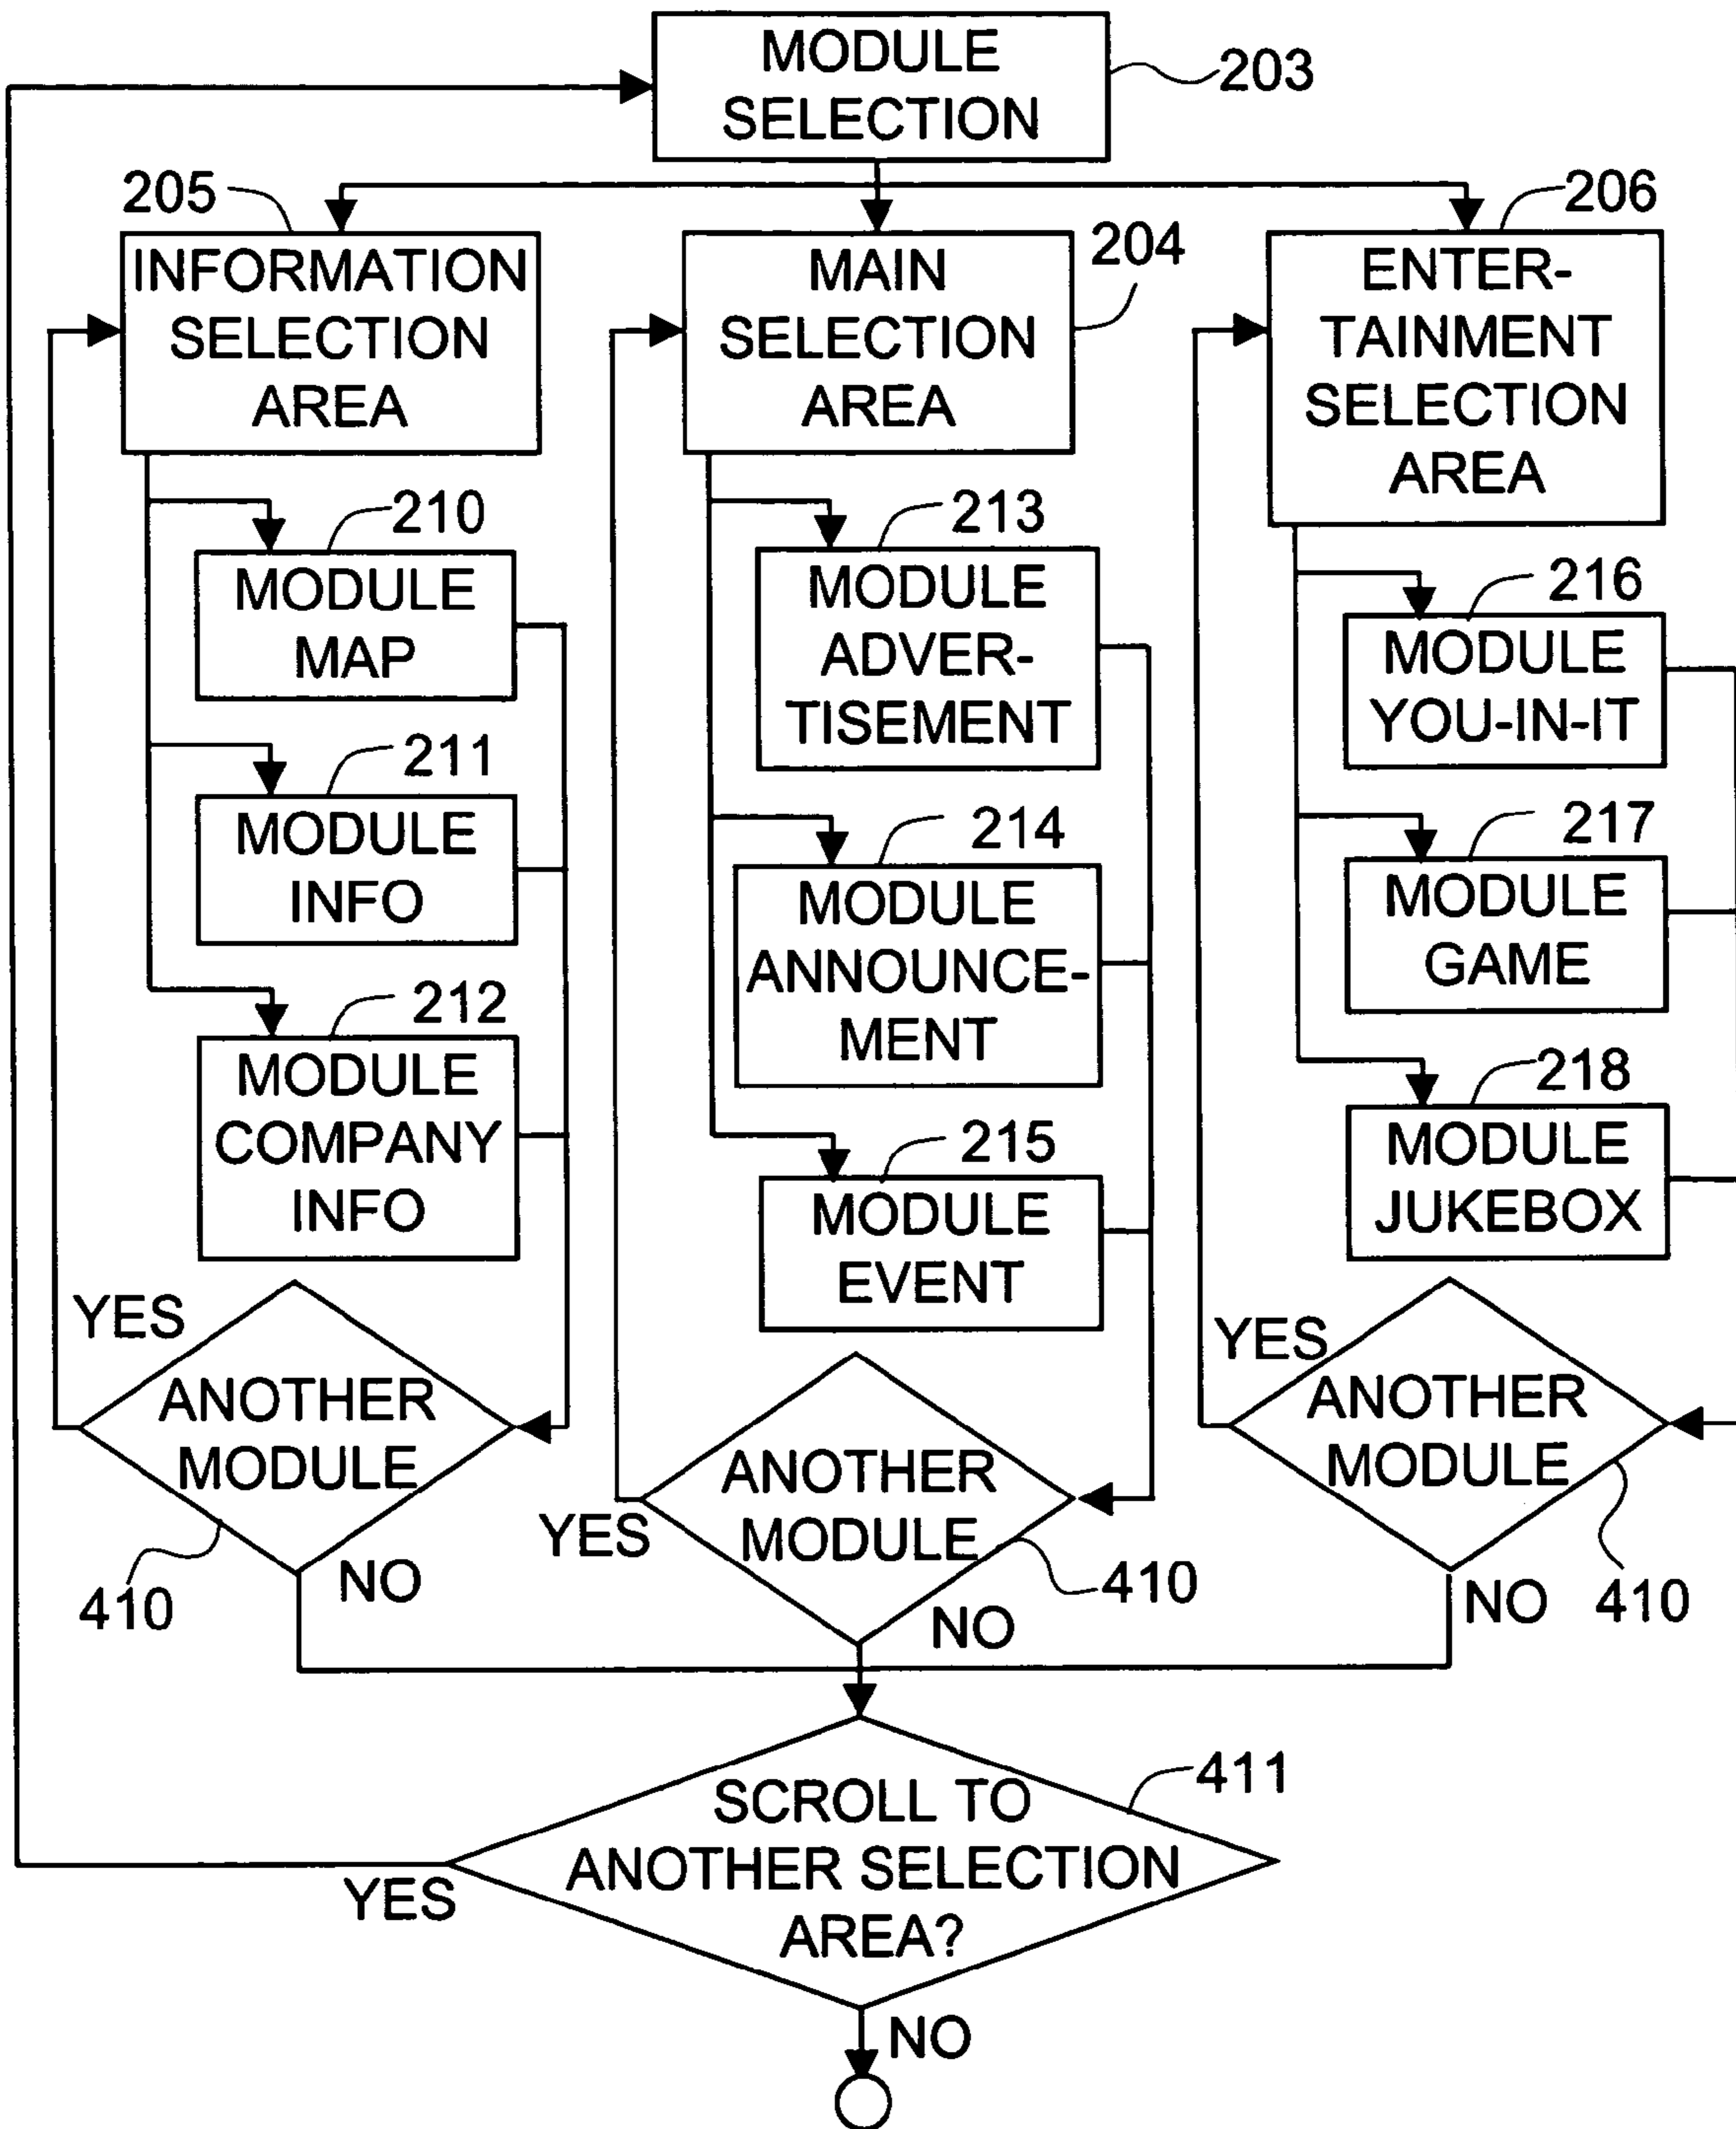 MODULE
SELECTION
203
205
INFORMATION
SELECTION
AREA
204
MAIN
SELECTION
AREA
206
ENTER-
TAINMENT
SELECTION
AREA
210
MODULE
MAP
211
MODULE
INFO
212
MODULE
COMPANY
INFO
213
MODULE
ADVER-
TISEMENT
214
MODULE
ANNOUNCE-
MENT
215
MODULE
EVENT
216
MODULE
YOU-IN-IT
217
MODULE
GAME
218
MODULE
JUKEBOX
YES
ANOTHER
MODULE
410
NO
YES
ANOTHER
MODULE
410
NO
YES
ANOTHER
MODULE
410
NO
411
SCROLL TO
ANOTHER SELECTION
AREA?
YES
NO